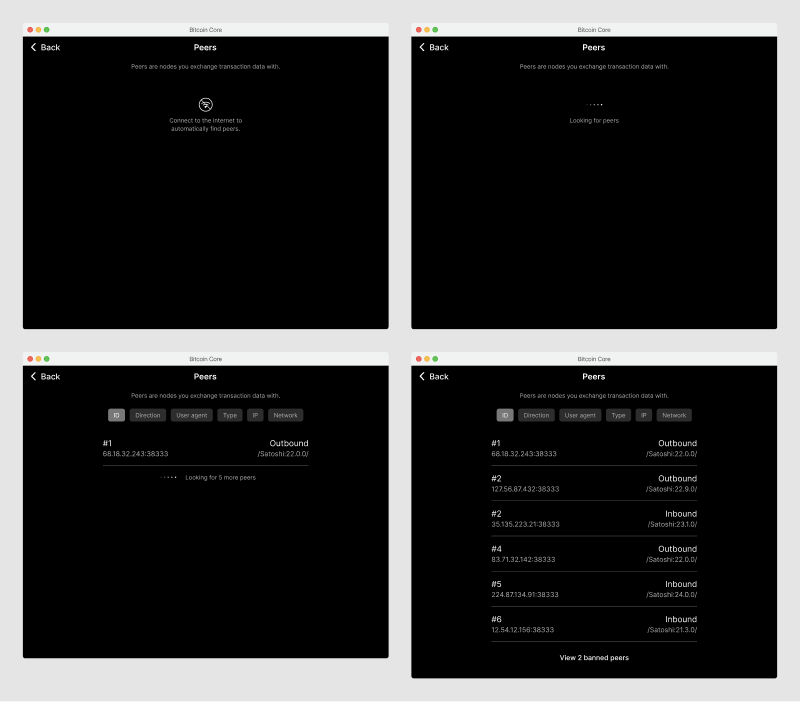 Bitcoin Core
Back
Peers
Peers are nodes you exchange transaction data with.
Connect to the internet to
automatically find peers.
Bitcoin Core
Back
Peers
Peers are nodes you exchange transaction data with.
Looking for peers
Bitcoin Core
Back
Peers
Peers are nodes you exchange transaction data with.
ID Direction User agent Type IP Network
#1 Outbound
68.18.32.243:38333 /Satoshi:22.0.0/
Looking for 5 more peers
Bitcoin Core
Back
Peers
Peers are nodes you exchange transaction data with.
ID Direction User agent Type IP Network
#1 Outbound
68.18.32.243:38333 /Satoshi:22.0.0/
#2 Outbound
127.56.87.432:38333 /Satoshi:22.9.0/
#2 Inbound
35.135.223.21:38333 /Satoshi:23.1.0/
#4 Outbound
83.71.32.142:38333 /Satoshi:22.0.0/
#5 Inbound
224.87.134.91:38333 /Satoshi:24.0.0/
#6 Inbound
12.54.12.156:38333 /Satoshi:21.3.0/
View 2 banned peers